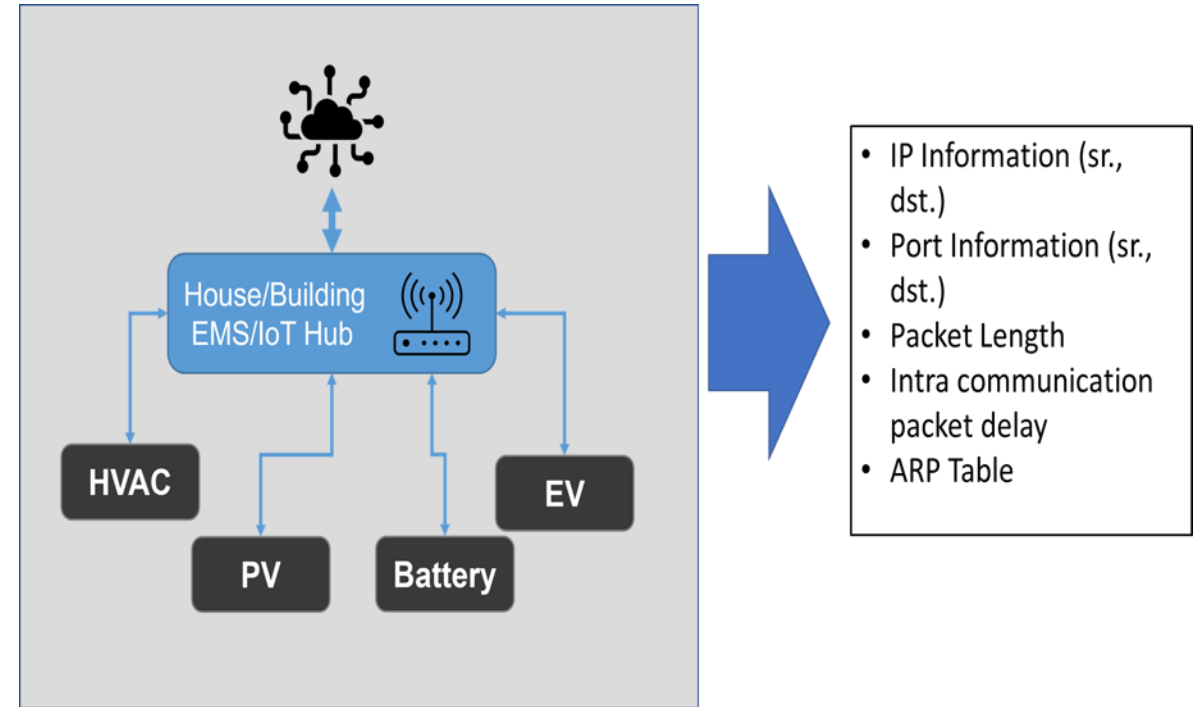 House/Building
EMS/IoT Hub
HVAC
PV
Battery
EV
• IP Information (sr.,
dst.)
• Port Information (sr.,
dst.)
• Packet Length
• Intra communication
packet delay
• ARP Table